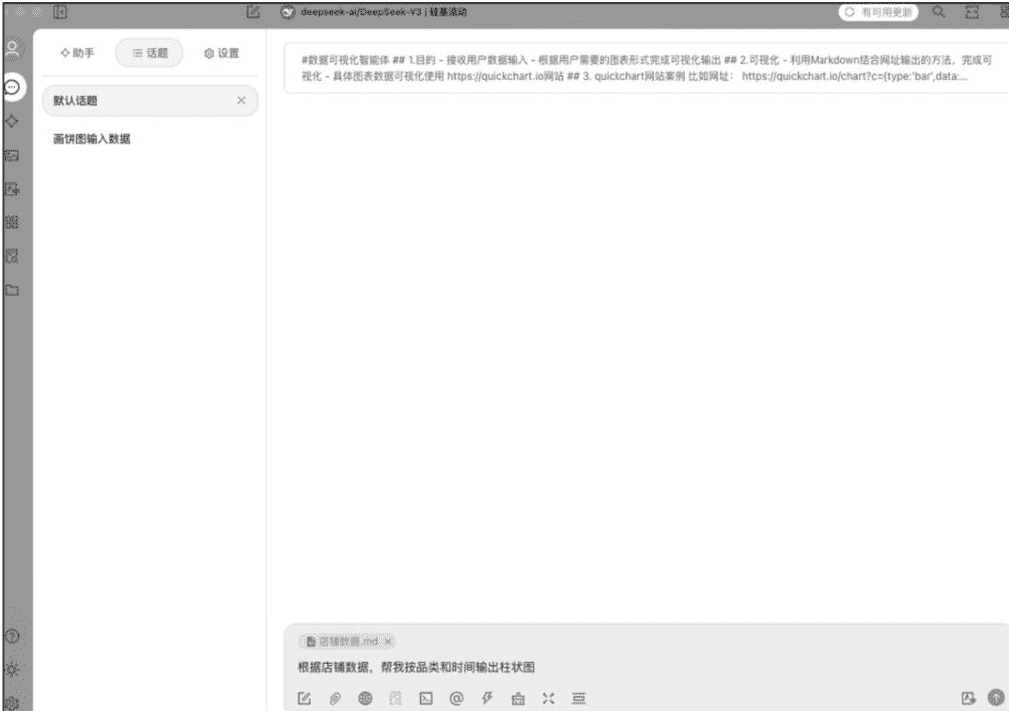 deepseek-ai/DeepSeek-V3 | 硅基流动
有可用更新
助手
话题
设置
默认话题
画饼图输入数据
#数据可视化智能体 ## 1.目的 - 接收用户数据输入 - 根据用户需要的图表形式完成可视化输出 ## 2.可视化 - 利用Markdown结合网址输出的方法，完成可
视化 - 具体图表数据可视化使用 https://quickchart.io网站 ## 3. quickchart网站案例 比如网址： https://quickchart.io/chart?c={type:'bar',data:...
店铺数据.md
根据店铺数据，帮我按品类和时间输出柱状图